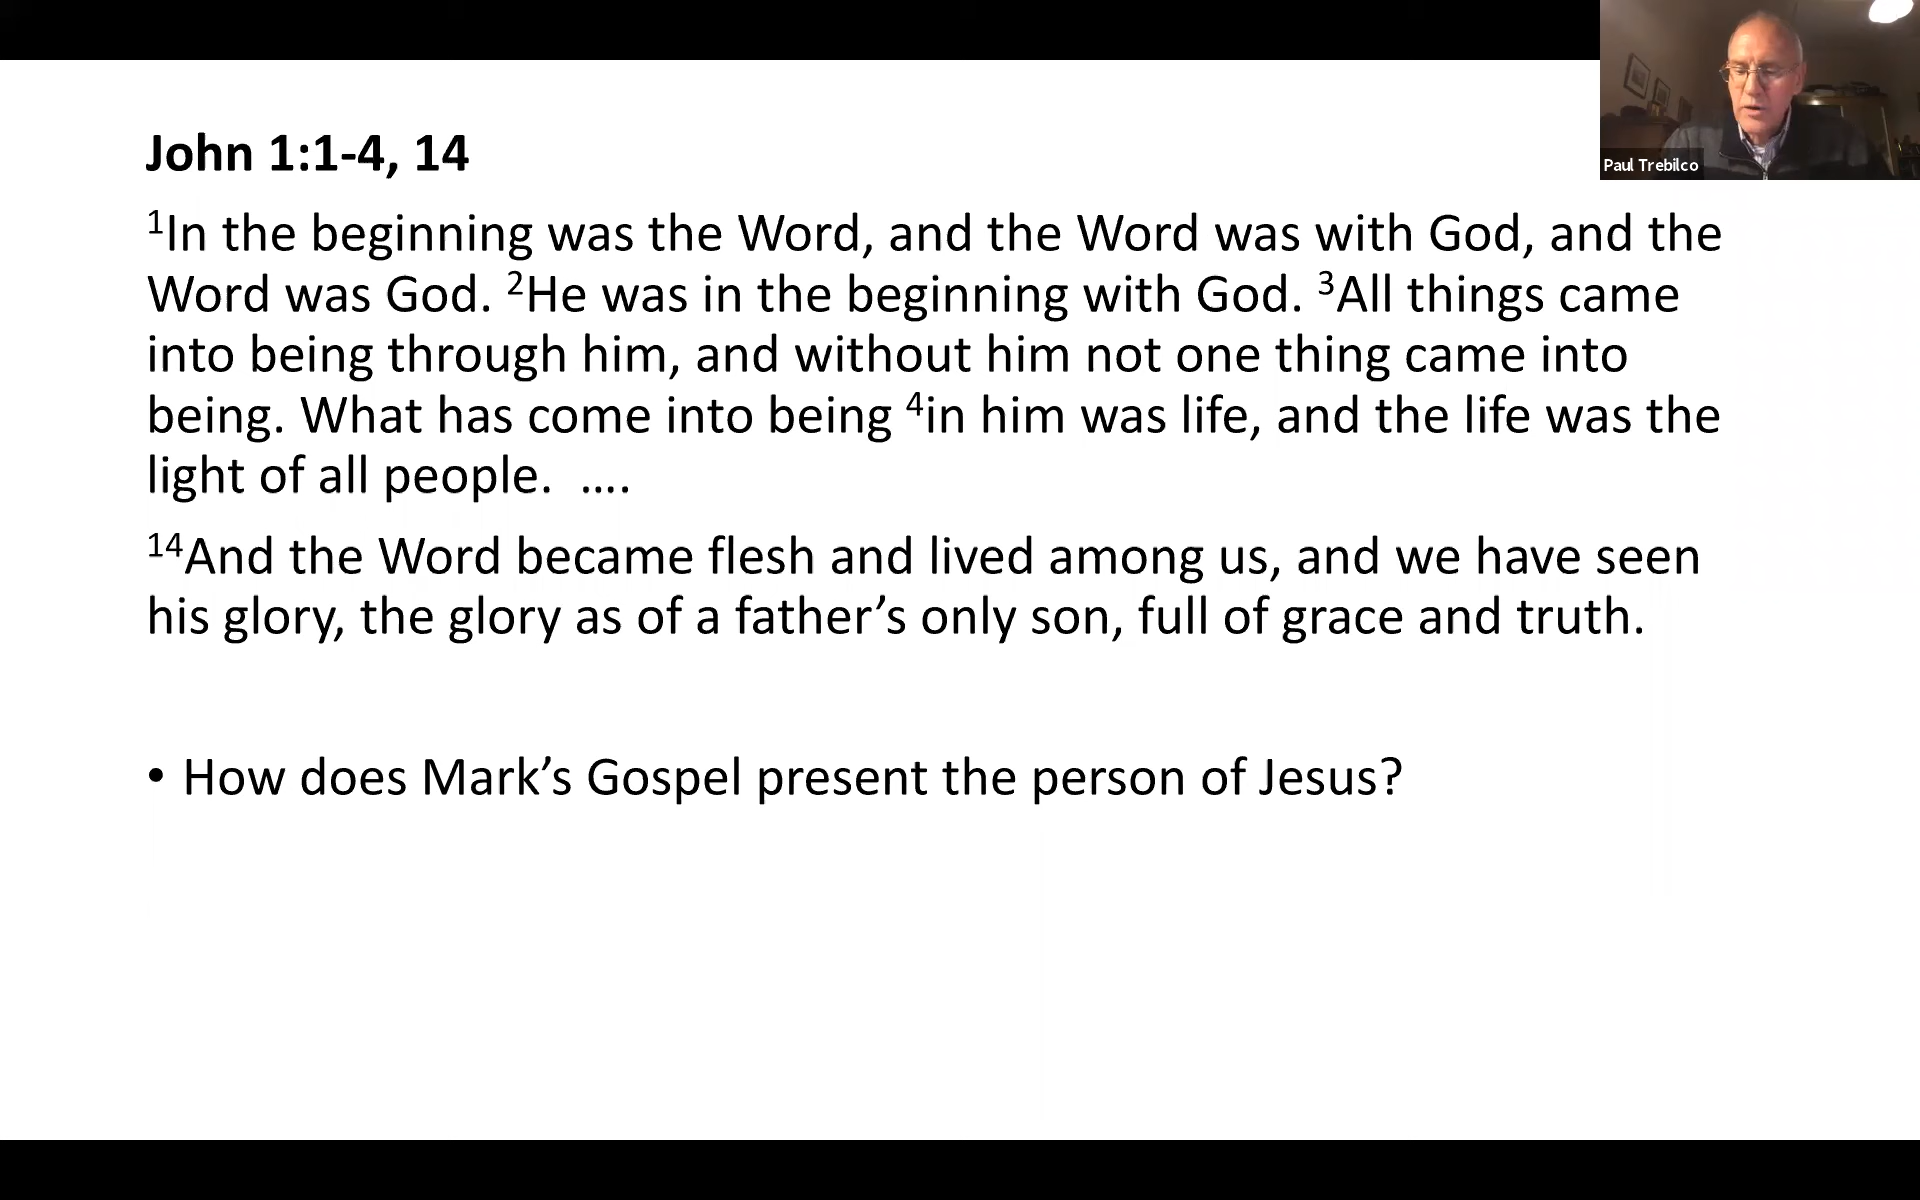 Paul Trebilco
John 1:1-4, 14
¹In the beginning was the Word, and the Word was with God, and the
Word was God. ²He was in the beginning with God. ³All things came
into being through him, and without him not one thing came into
being. What has come into being ⁴in him was life, and the life was the
light of all people.  ....
¹⁴And the Word became flesh and lived among us, and we have seen
his glory, the glory as of a father’s only son, full of grace and truth.
• How does Mark’s Gospel present the person of Jesus?